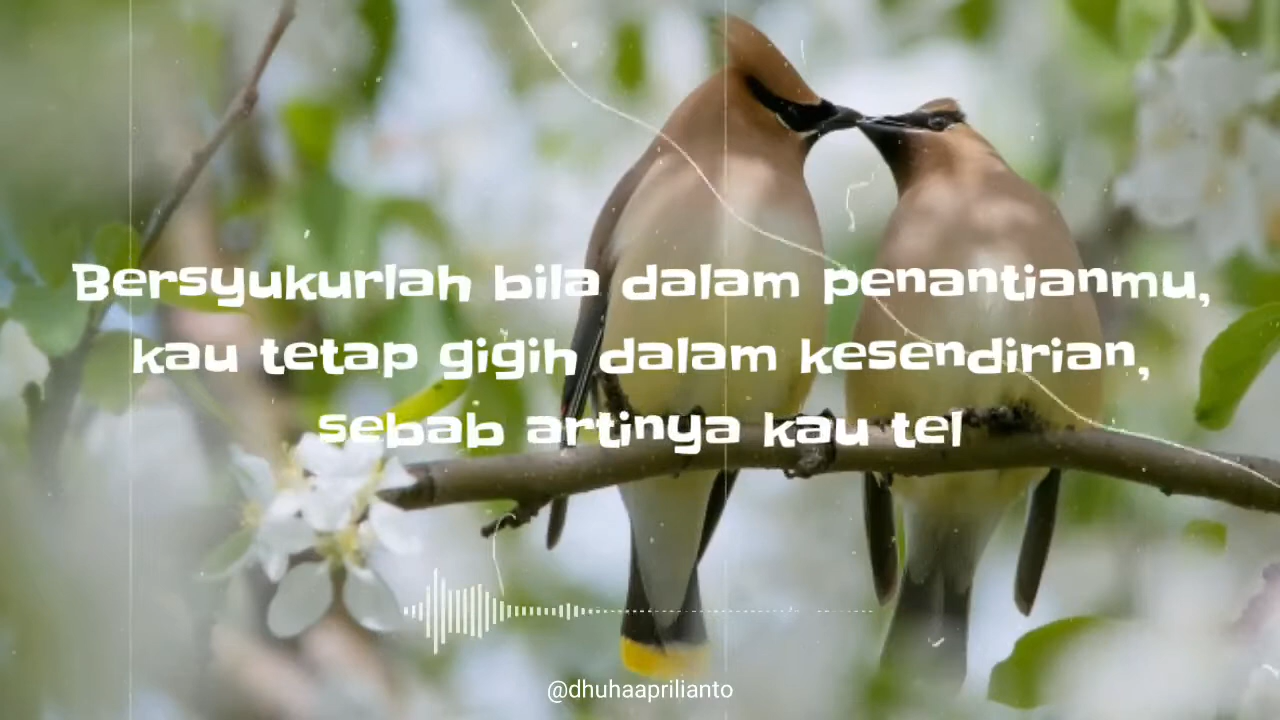 Bersyukurlah bila dalam penantianmu,
kau tetap gigih dalam kesendirian,
sebab artinya kau tel
@dhuhaaprilianto